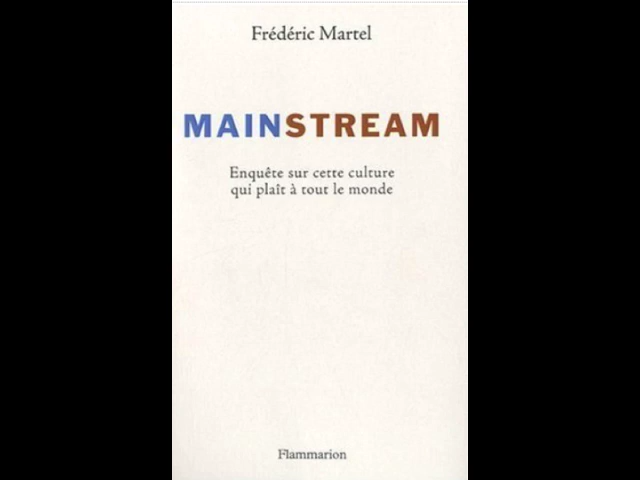 Frédéric Martel
MAINSTREAM
Enquête sur cette culture
qui plaît à tout le monde
Flammarion